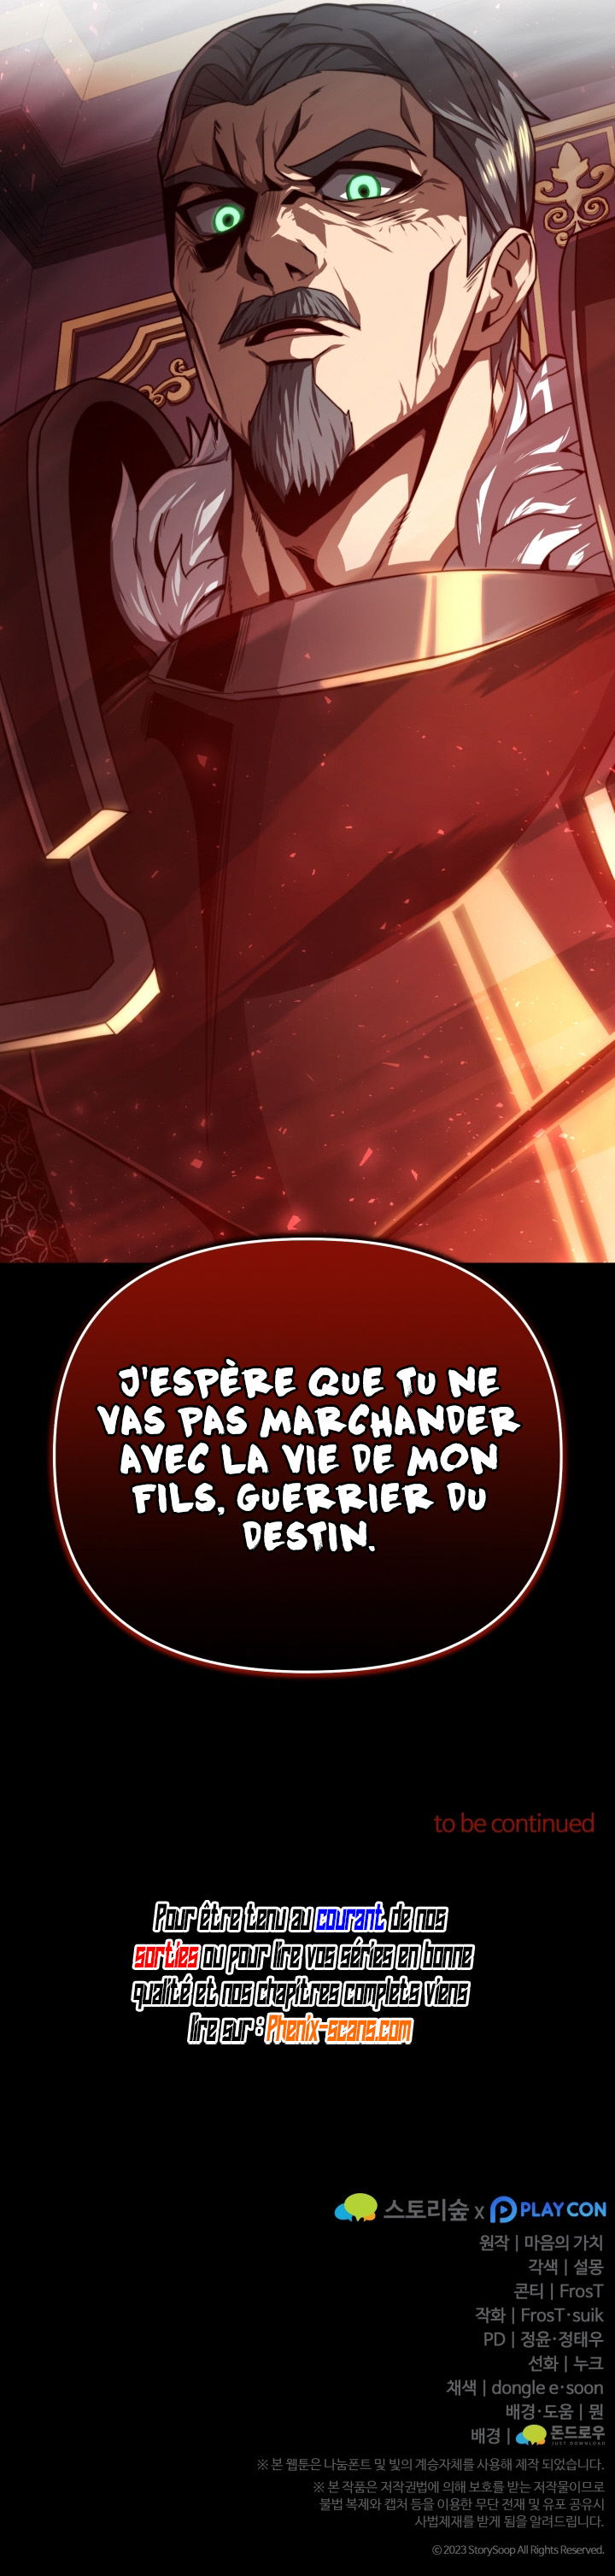 J'ESPÈRE QUE TU NE
VAS PAS MARCHANDER
AVEC LA VIE DE MON
FILS, GUERRIER DU
DESTIN.
to be continued
Pour être tenu au courant de nos
sorties ou pour lire vos séries en bonne
qualité et nos chapitres complets viens
lire sur : Phenix-scans.com
스토리숲 x PLAY CON
원작 | 마음의 가치
각색 | 설몽
콘티 | FrosT
작화 | FrosT·suik
PD | 정윤·정태우
선화 | 누크
채색 | dongle e·soon
배경·도움 | 뭔
배경 | 돈드로우
JUST DOWNLOAD
※ 본 웹툰은 나눔폰트 및 빛의 계승자체를 사용해 제작 되었습니다.
※ 본 작품은 저작권법에 의해 보호를 받는 저작물이므로
불법 복제와 캡처 등을 이용한 무단 전재 및 유포 공유시
사법제재를 받게 됨을 알려드립니다.
© 2023 StorySoop All Rights Reserved.